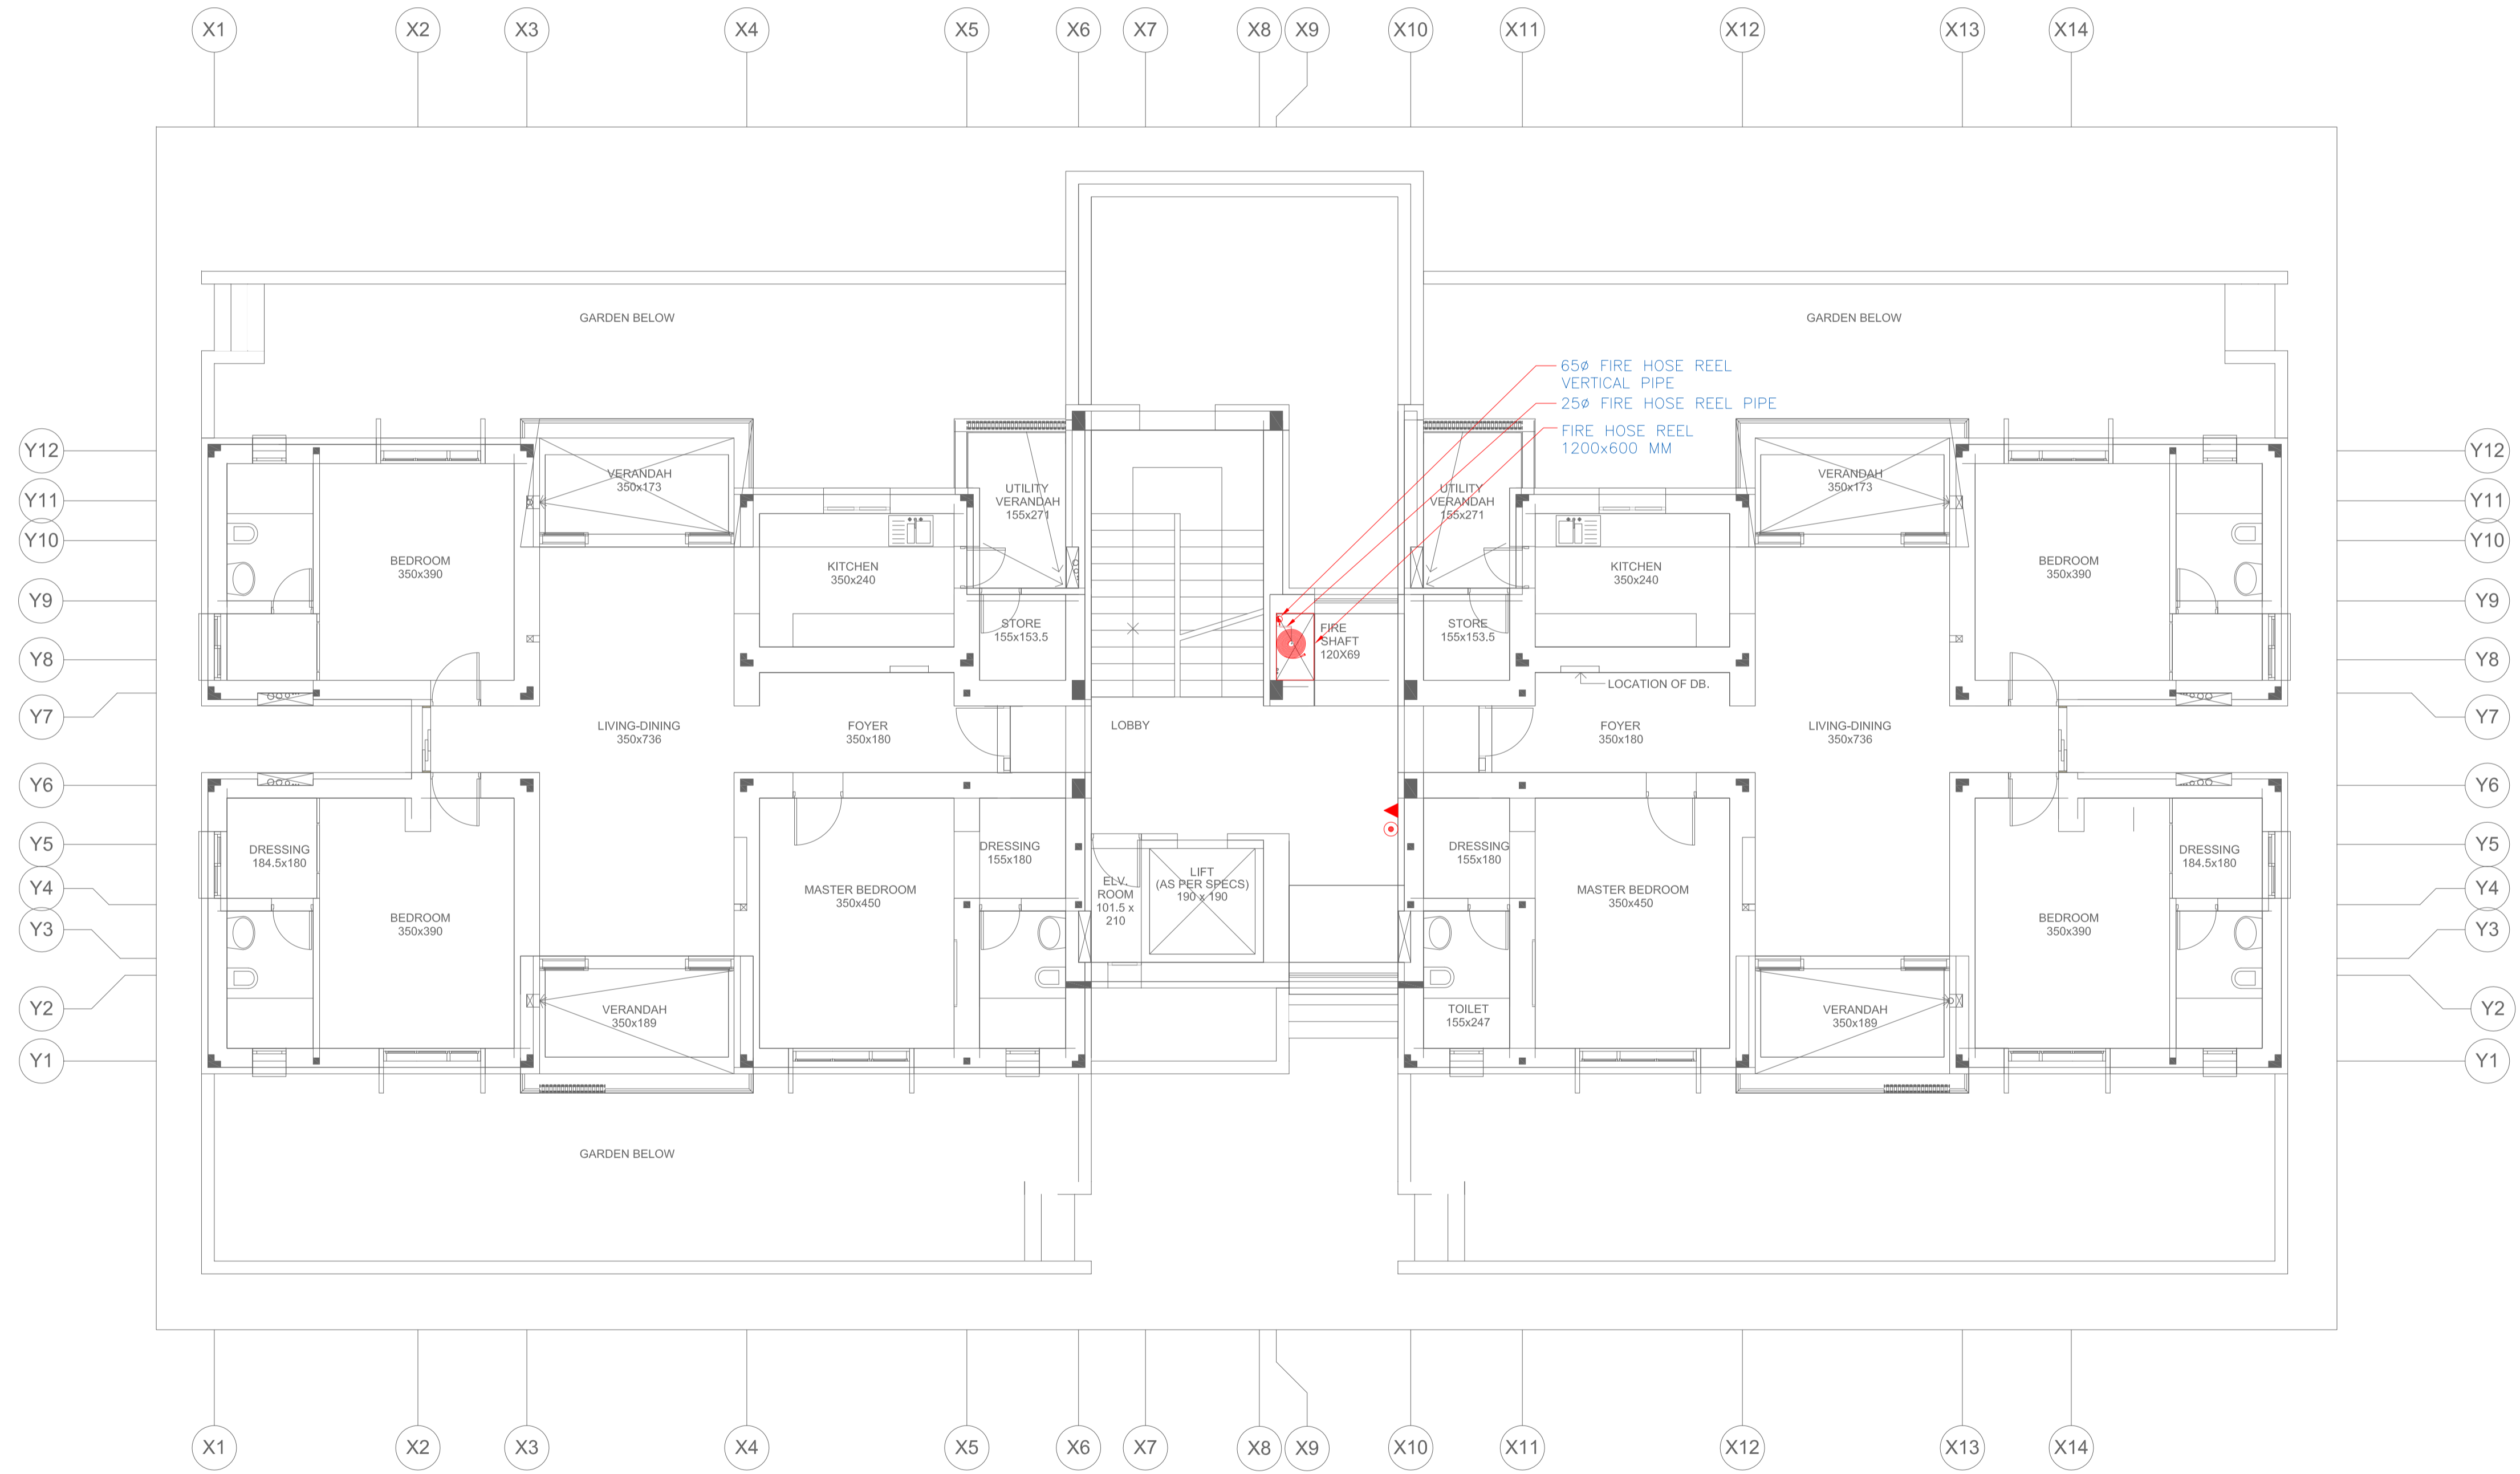 X1 X2 X3 X4 X5 X6 X7 X8 X9 X10 X11 X12 X13 X14
GARDEN BELOW
GARDEN BELOW
65ø FIRE HOSE REEL
VERTICAL PIPE
25ø FIRE HOSE REEL PIPE
FIRE HOSE REEL
1200x600 MM
Y12
Y12
VERANDAH
350x173
VERANDAH
350x173
UTILITY
VERANDAH
155x271
UTILITY
VERANDAH
155x271
Y11
Y11
Y10
Y10
BEDROOM
350x390
KITCHEN
350x240
KITCHEN
350x240
BEDROOM
350x390
Y9
Y9
STORE
155x153.5
FIRE
SHAFT
120X69
STORE
155x153.5
Y8
Y8
LOCATION OF DB.
Y7
Y7
LIVING-DINING
350x736
FOYER
350x180
LOBBY
FOYER
350x180
LIVING-DINING
350x736
Y6
Y6
Y5
Y5
DRESSING
184.5x180
DRESSING
155x180
DRESSING
155x180
DRESSING
184.5x180
LIFT
(AS PER SPECS)
190 x 190
ELV.
ROOM
101.5 x
210
Y4
Y4
MASTER BEDROOM
350x450
MASTER BEDROOM
350x450
BEDROOM
350x390
BEDROOM
350x390
Y3
Y3
Y2
Y2
VERANDAH
350x189
TOILET
155x247
VERANDAH
350x189
Y1
Y1
GARDEN BELOW
X1 X2 X3 X4 X5 X6 X7 X8 X9 X10 X11 X12 X13 X14